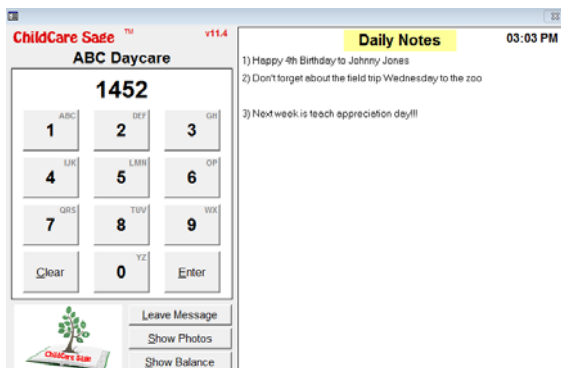 ChildCare Sage ™ v11.4
ABC Daycare
1452
ABC DEF GH
1 2 3
IJK LMN OP
4 5 6
QRS TUV WX
7 8 9
YZ
Clear 0 Enter
Leave Message
Show Photos
Show Balance
ChildCare Sage
Daily Notes 03:03 PM
1) Happy 4th Birthday to Johnny Jones
2) Don't forget about the field trip Wednesday to the zoo
3) Next week is teach appreciation day!!!